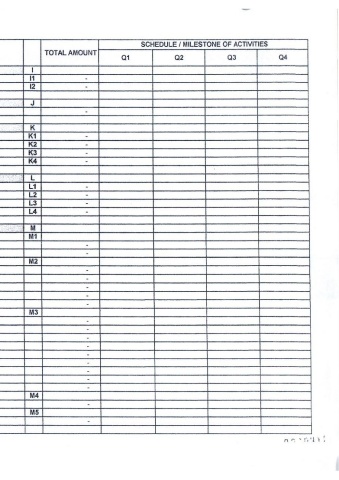 SCHEDULE / MILESTONE OF ACTIVITIES
TOTAL AMOUNT
Q1 Q2 Q3 Q4
I
I1 -
I2 -
J
-
K
K1 -
K2 -
K3 -
K4 -
L
L1 -
L2 -
L3 -
L4 -
M
M1
-
-
M2
-
-
-
-
-
M3
-
-
-
-
-
-
-
-
-
M4
-
M5
-